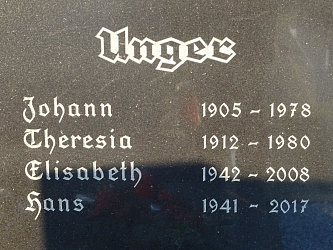 Unger
Johann 1905 - 1978
Theresia 1912 - 1980
Elisabeth 1942 - 2008
Hans 1941 - 2017